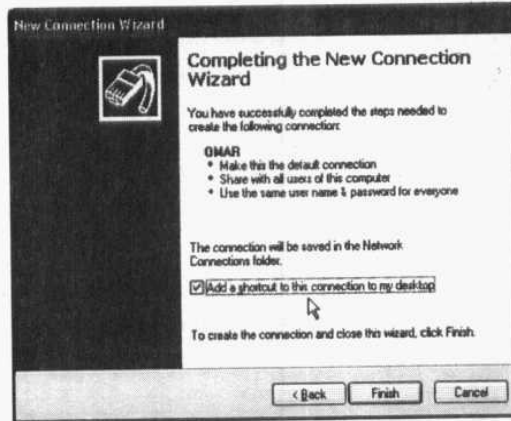 New Connection Wizard
Completing the New Connection
Wizard
You have successfully completed the steps needed to
create the following connection:
OMAR
* Make this the default connection
* Share with all users of this computer
* Use the same user name & password for everyone
The connection will be saved in the Network
Connections folder.
Add a shortcut to this connection to my desktop
To create the connection and close this wizard, click Finish.
< Back
Finish
Cancel